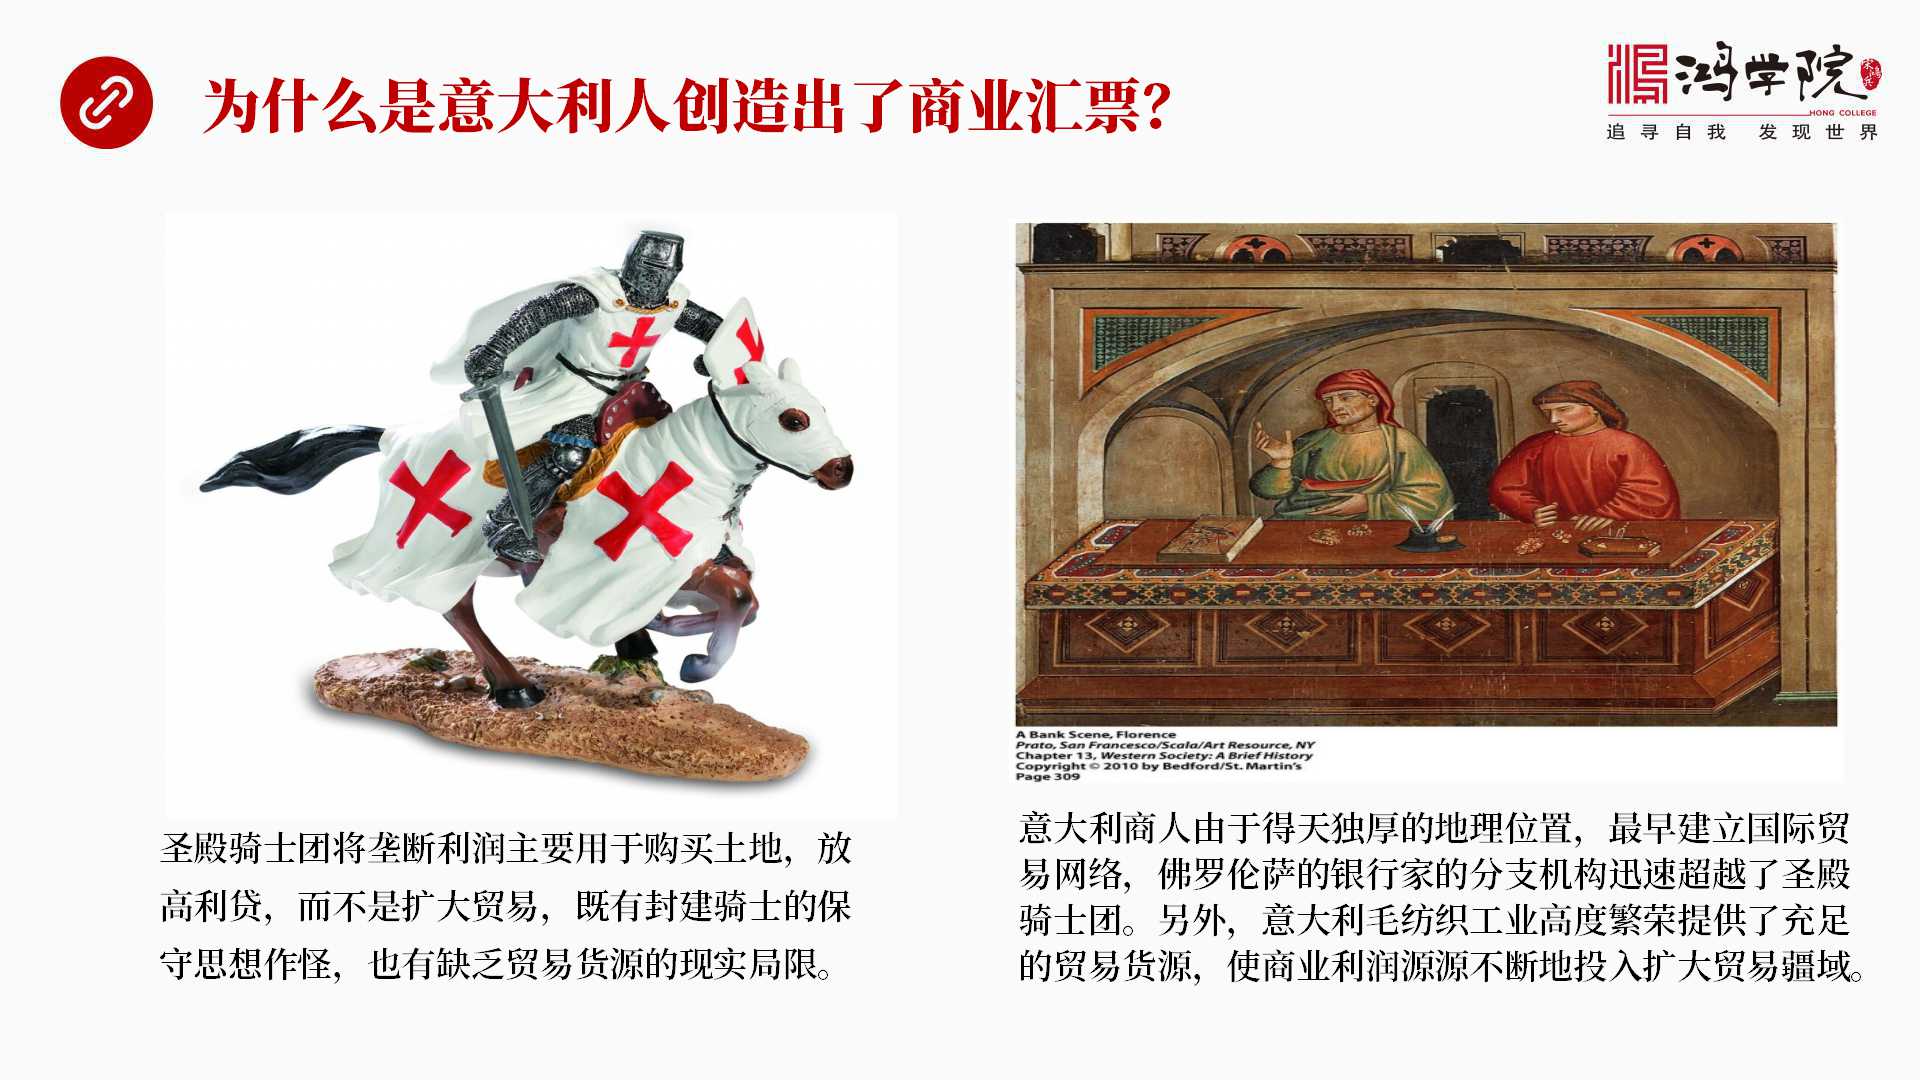 为什么是意大利人创造出了商业汇票？
鸿学院
HONG COLLEGE
追寻自我 发现世界
A Bank Scene, Florence
Prato, San Francesco/Scala/Art Resource, NY
Chapter 13, Western Society: A Brief History
Copyright © 2010 by Bedford/St. Martin's
Page 309
圣殿骑士团将垄断利润主要用于购买土地，放
高利贷，而不是扩大贸易，既有封建骑士的保
守思想作怪，也有缺乏贸易货源的现实局限。
意大利商人由于得天独厚的地理位置，最早建立国际贸
易网络，佛罗伦萨的银行家的分支机构迅速超越了圣殿
骑士团。另外，意大利毛纺织工业高度繁荣提供了充足
的贸易货源，使商业利润源源不断地投入扩大贸易疆域。